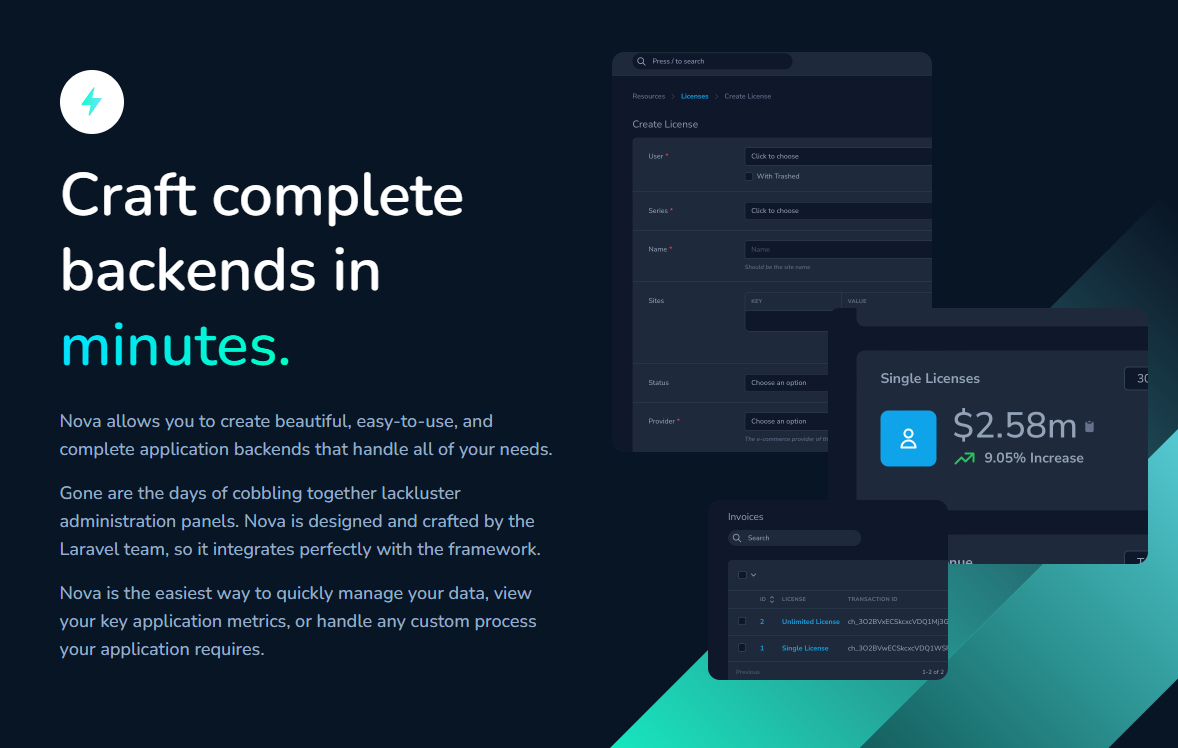 Craft complete
backends in
minutes.
Nova allows you to create beautiful, easy-to-use, and
complete application backends that handle all of your needs.
Gone are the days of cobbling together lackluster
administration panels. Nova is designed and crafted by the
Laravel team, so it integrates perfectly with the framework.
Nova is the easiest way to quickly manage your data, view
your key application metrics, or handle any custom process
your application requires.
Press / to search
Resources > Licenses > Create License
Create License
User * Click to choose
With Trashed
Series * Click to choose
Name * Name
Should be the site name
Sites KEY VALUE
Status Choose an option
Provider * Choose an option
The e-commerce provider of th
Single Licenses 30
$2.58m
9.05% Increase
nue
Invoices
Search
ID LICENSE TRANSACTION ID
2 Unlimited License
1 Single License
Previous 1-2 of 2